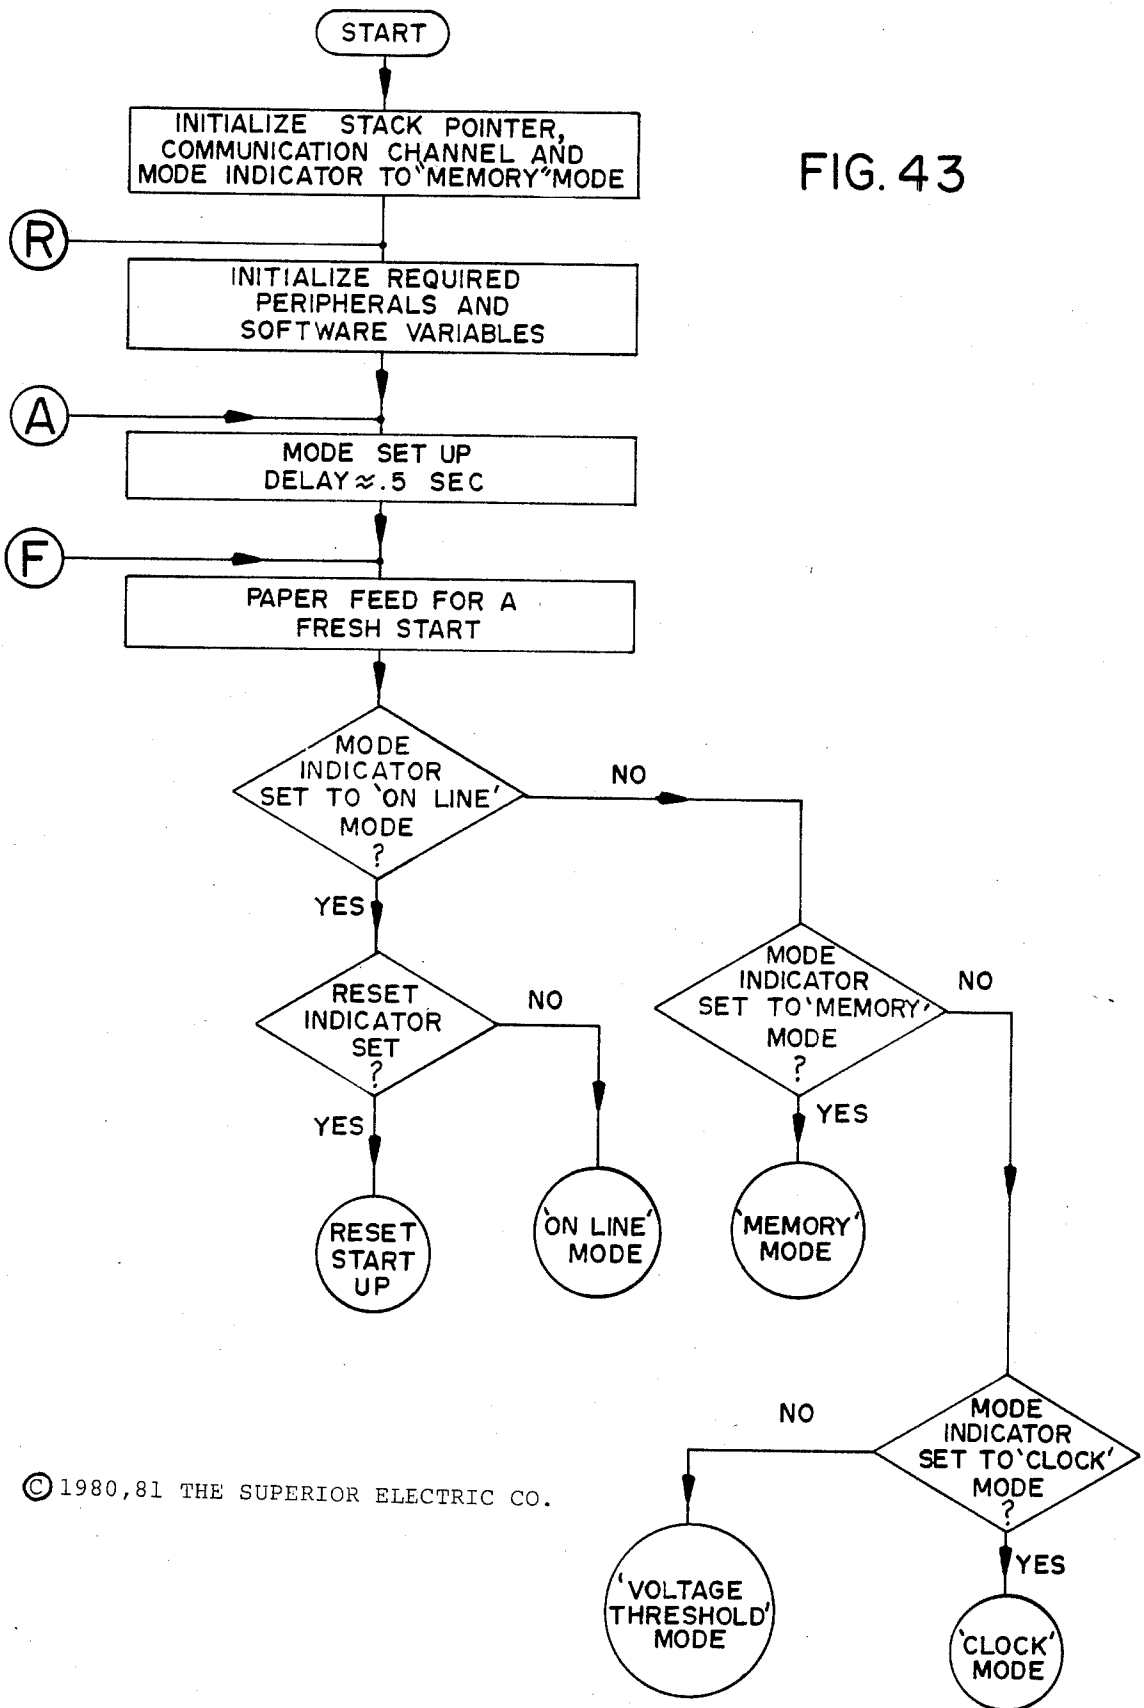 START
INITIALIZE STACK POINTER,
COMMUNICATION CHANNEL AND
MODE INDICATOR TO "MEMORY" MODE
FIG. 43
R
INITIALIZE REQUIRED
PERIPHERALS AND
SOFTWARE VARIABLES
A
MODE SET UP
DELAY ≈ .5 SEC
F
PAPER FEED FOR A
FRESH START
MODE
INDICATOR
SET TO 'ON LINE'
MODE
?
NO
YES
RESET
INDICATOR
SET
?
NO
YES
MODE
INDICATOR
SET TO 'MEMORY'
MODE
?
NO
YES
RESET
START
UP
'ON LINE'
MODE
'MEMORY'
MODE
MODE
INDICATOR
SET TO 'CLOCK'
MODE
?
NO
YES
© 1980,81 THE SUPERIOR ELECTRIC CO.
'VOLTAGE
THRESHOLD'
MODE
'CLOCK'
MODE